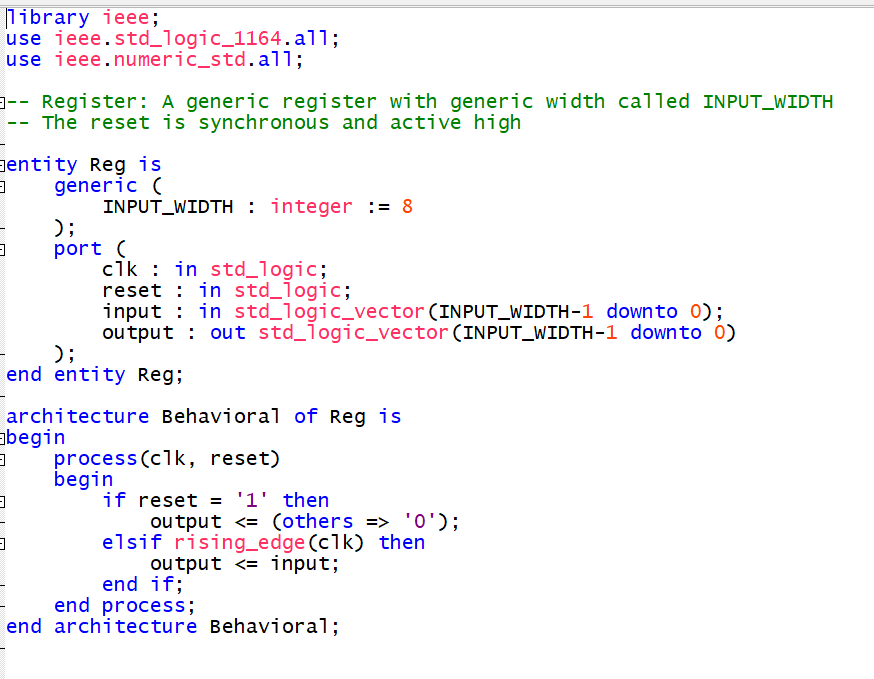 library ieee;
use ieee.std_logic_1164.all;
use ieee.numeric_std.all;
-- Register: A generic register with generic width called INPUT_WIDTH
-- The reset is synchronous and active high
entity Reg is
    generic (
        INPUT_WIDTH : integer := 8
    );
    port (
        clk : in std_logic;
        reset : in std_logic;
        input : in std_logic_vector(INPUT_WIDTH-1 downto 0);
        output : out std_logic_vector(INPUT_WIDTH-1 downto 0)
    );
end entity Reg;
architecture Behavioral of Reg is
begin
    process(clk, reset)
    begin
        if reset = '1' then
            output <= (others => '0');
        elsif rising_edge(clk) then
            output <= input;
        end if;
    end process;
end architecture Behavioral;